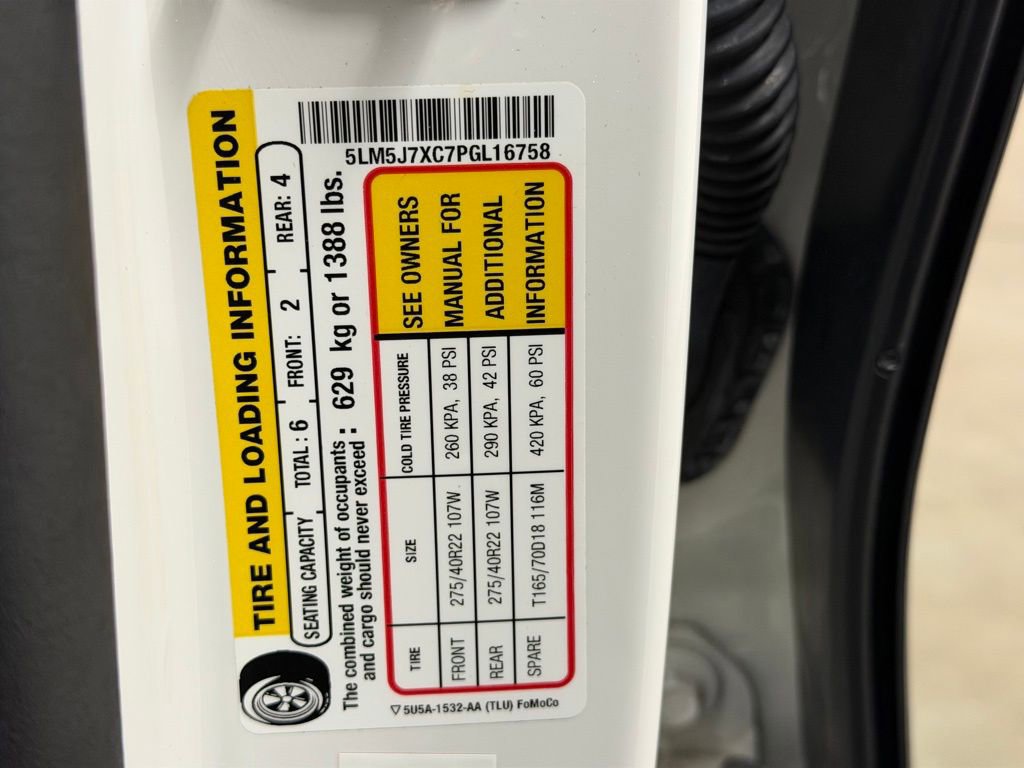 5LM5J7XC7PGL16758
TIRE AND LOADING INFORMATION
SEATING CAPACITY TOTAL : 6 FRONT: 2 REAR: 4
The combined weight of occupants
and cargo should never exceed : 629 kg or 1388 lbs.
TIRE SIZE COLD TIRE PRESSURE SEE OWNERS
FRONT 275/40R22 107W 260 KPA, 38 PSI MANUAL FOR
REAR 275/40R22 107W 290 KPA, 42 PSI ADDITIONAL
SPARE T165/70D18 116M 420 KPA, 60 PSI INFORMATION
▽ 5U5A-1532-AA (TLU) FoMoCo